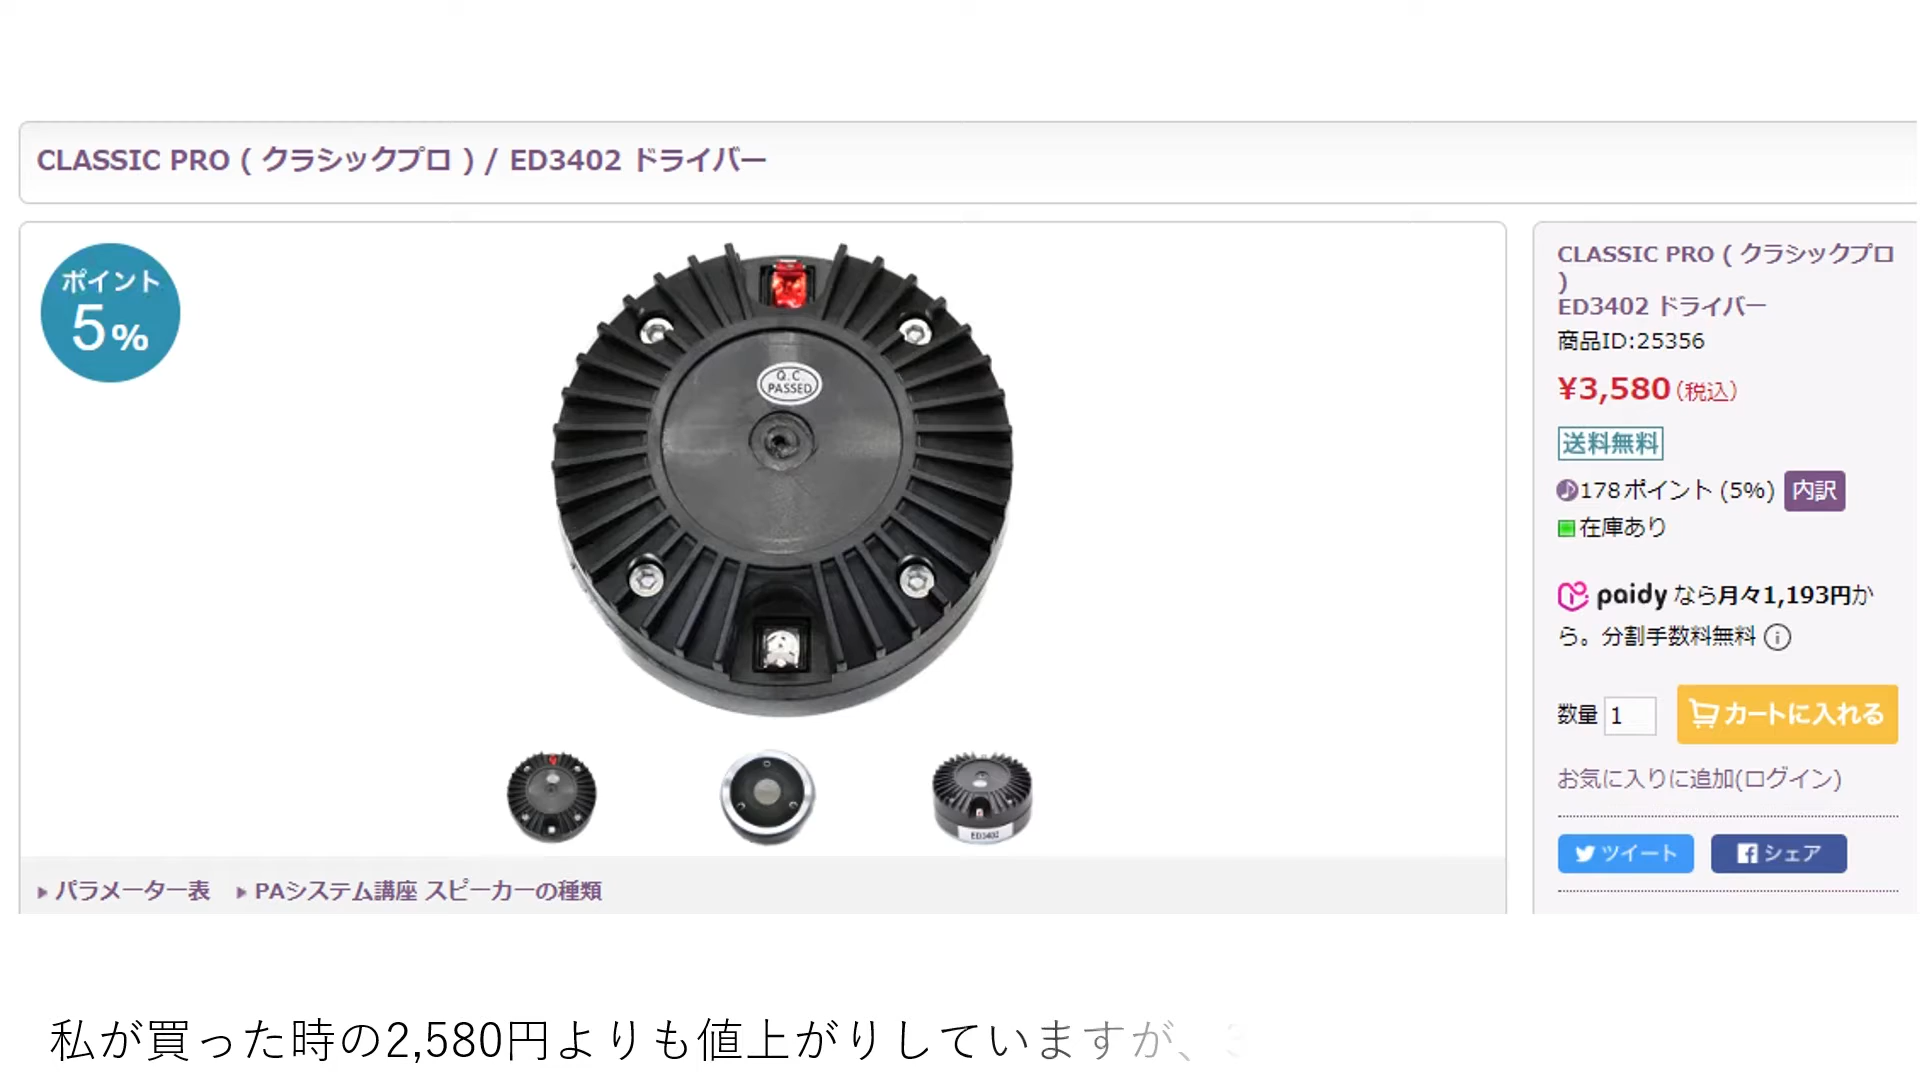 CLASSIC PRO ( クラシックプロ ) / ED3402 ドライバー
ポイント
5%
Q.C.
PASSED
ED3402
パラメーター表
PAシステム講座 スピーカーの種類
CLASSIC PRO ( クラシックプロ
)
ED3402 ドライバー
商品ID:25356
¥3,580(税込)
送料無料
178ポイント (5%) 内訳
在庫あり
paidy なら月々1,193円か
ら。分割手数料無料
数量 1 カートに入れる
お気に入りに追加(ログイン)
ツイート シェア
私が買った時の2,580円よりも値上がりしていますが、3